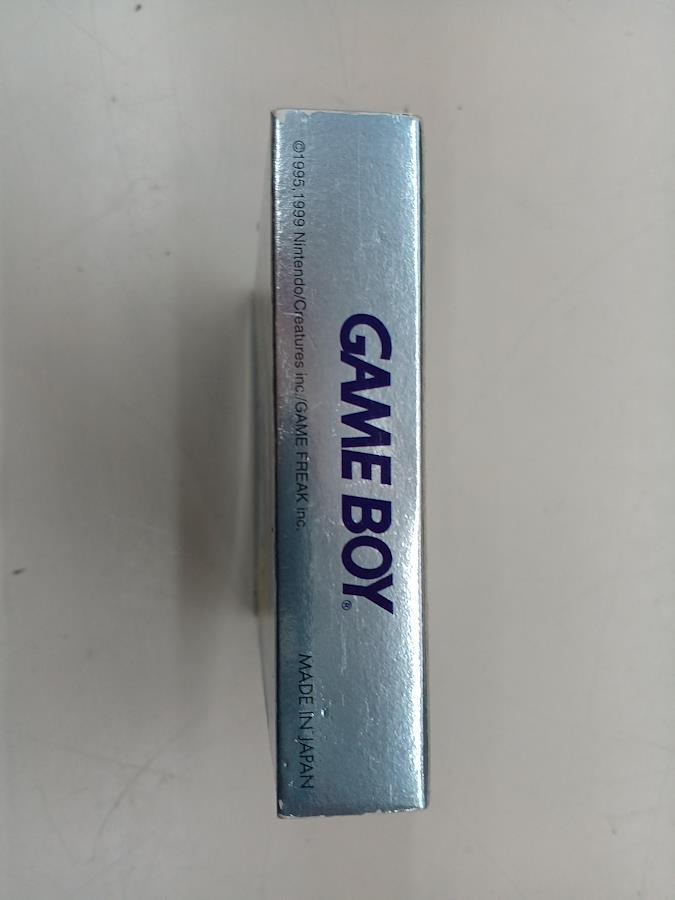 GAME BOY®
©1995,1999 Nintendo/Creatures inc./GAME FREAK inc.
MADE IN JAPAN